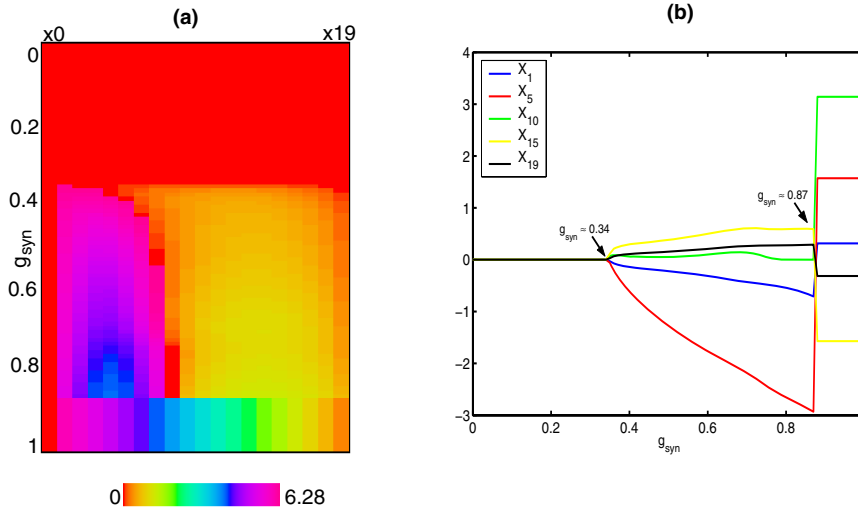 (a)
x0 x19
0
0.2
0.4
0.6
0.8
1
g_syn
0 6.28
(b)
4
3
2
1
0
−1
−2
−3
X_1
X_5
X_10
X_15
X_19
g_syn ≃ 0.34
g_syn ≃ 0.87
0 0.2 0.4 0.6 0.8
g_syn